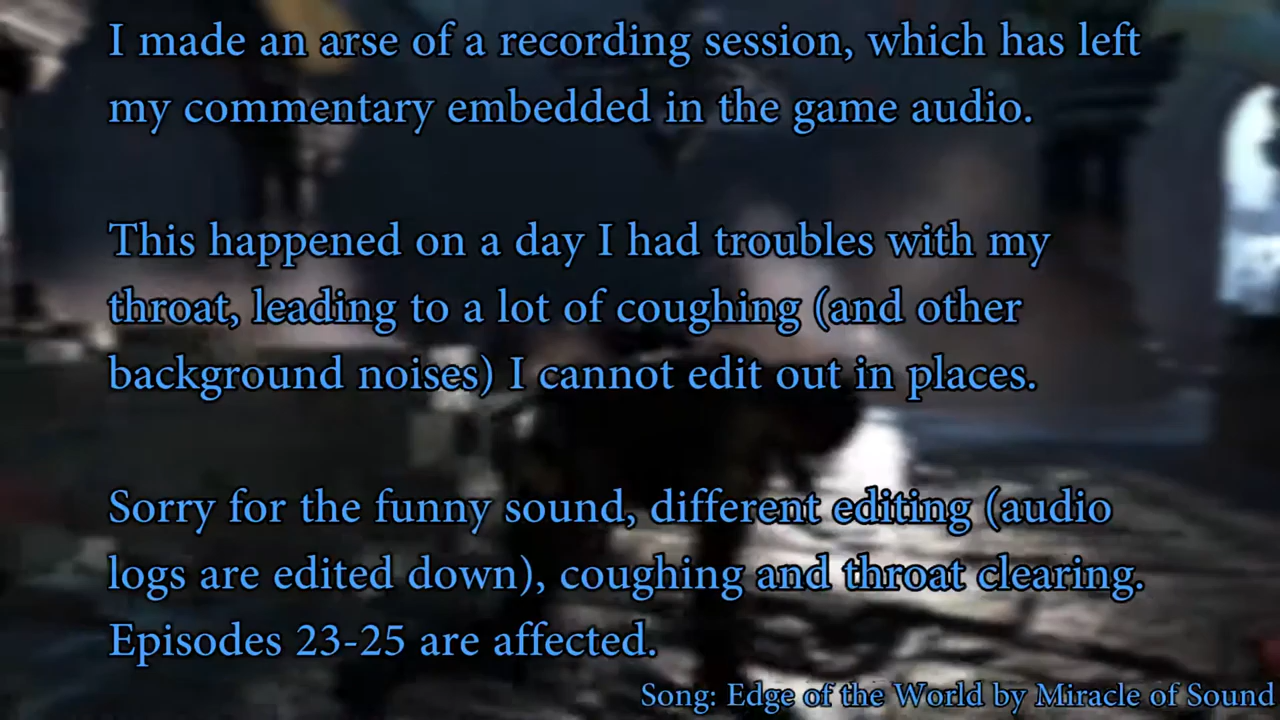 I made an arse of a recording session, which has left
my commentary embedded in the game audio.
This happened on a day I had troubles with my
throat, leading to a lot of coughing (and other
background noises) I cannot edit out in places.
Sorry for the funny sound, different editing (audio
logs are edited down), coughing and throat clearing.
Episodes 23-25 are affected.
Song: Edge of the World by Miracle of Sound